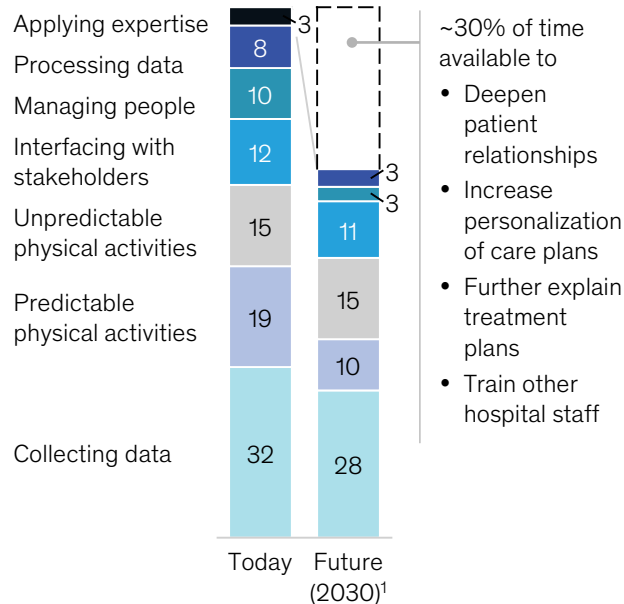 Applying expertise
Processing data
Managing people
Interfacing with
stakeholders
Unpredictable
physical activities
Predictable
physical activities
Collecting data
3
8
10
12
15
19
32
3
3
11
15
10
28
Today
Future
(2030)¹
~30% of time
available to
• Deepen
patient
relationships
• Increase
personalization
of care plans
• Further explain
treatment
plans
• Train other
hospital staff